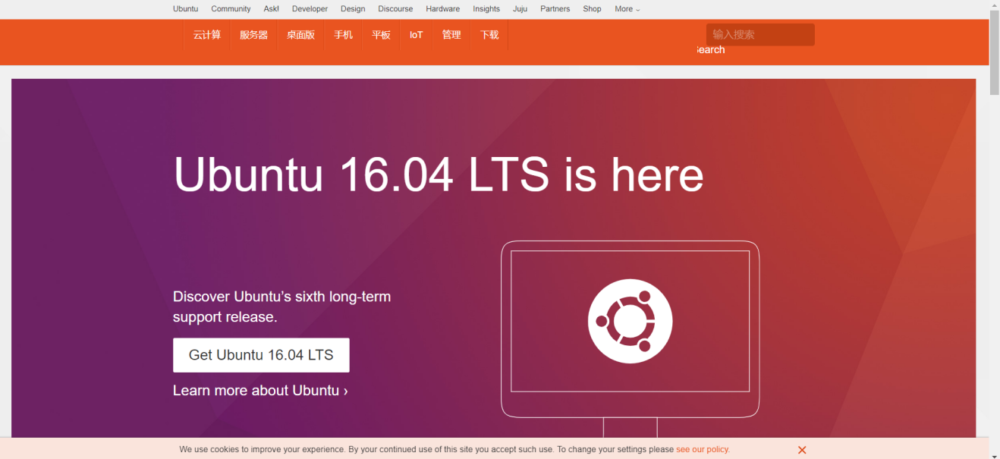 Ubuntu Community Ask! Developer Design Discourse Hardware Insights Juju Partners Shop More
云计算 服务器 桌面版 手机 平板 IoT 管理 下载 输入搜索
Search
Ubuntu 16.04 LTS is here
Discover Ubuntu’s sixth long-term
support release.
Get Ubuntu 16.04 LTS
Learn more about Ubuntu ›
We use cookies to improve your experience. By your continued use of this site you accept such use. To change your settings please see our policy.